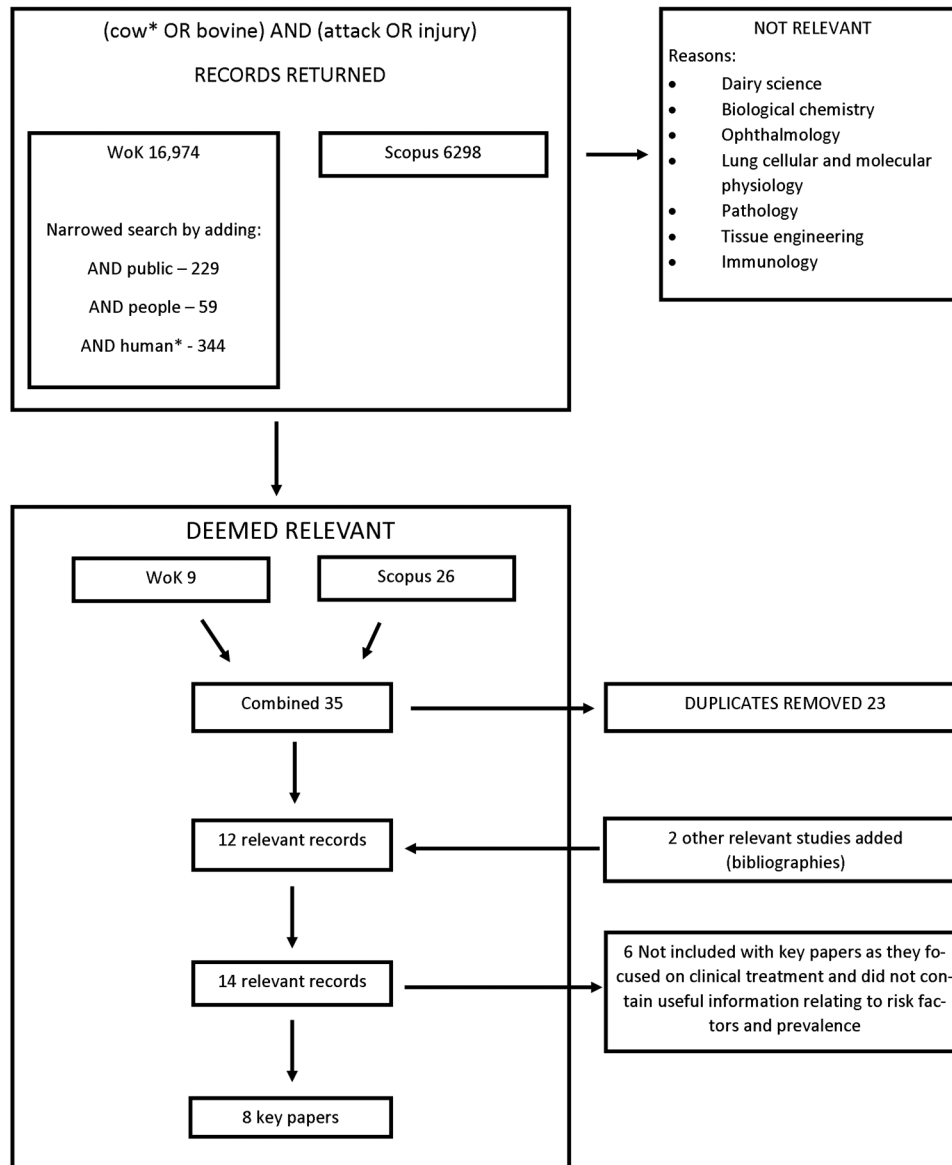 (cow* OR bovine) AND (attack OR injury)
RECORDS RETURNED
WoK 16,974
Narrowed search by adding:
AND public – 229
AND people – 59
AND human* - 344
Scopus 6298
NOT RELEVANT
Reasons:
• Dairy science
• Biological chemistry
• Ophthalmology
• Lung cellular and molecular
physiology
• Pathology
• Tissue engineering
• Immunology
DEEMED RELEVANT
WoK 9
Scopus 26
Combined 35
DUPLICATES REMOVED 23
12 relevant records
2 other relevant studies added
(bibliographies)
14 relevant records
6 Not included with key papers as they fo-
cused on clinical treatment and did not con-
tain useful information relating to risk fac-
tors and prevalence
8 key papers